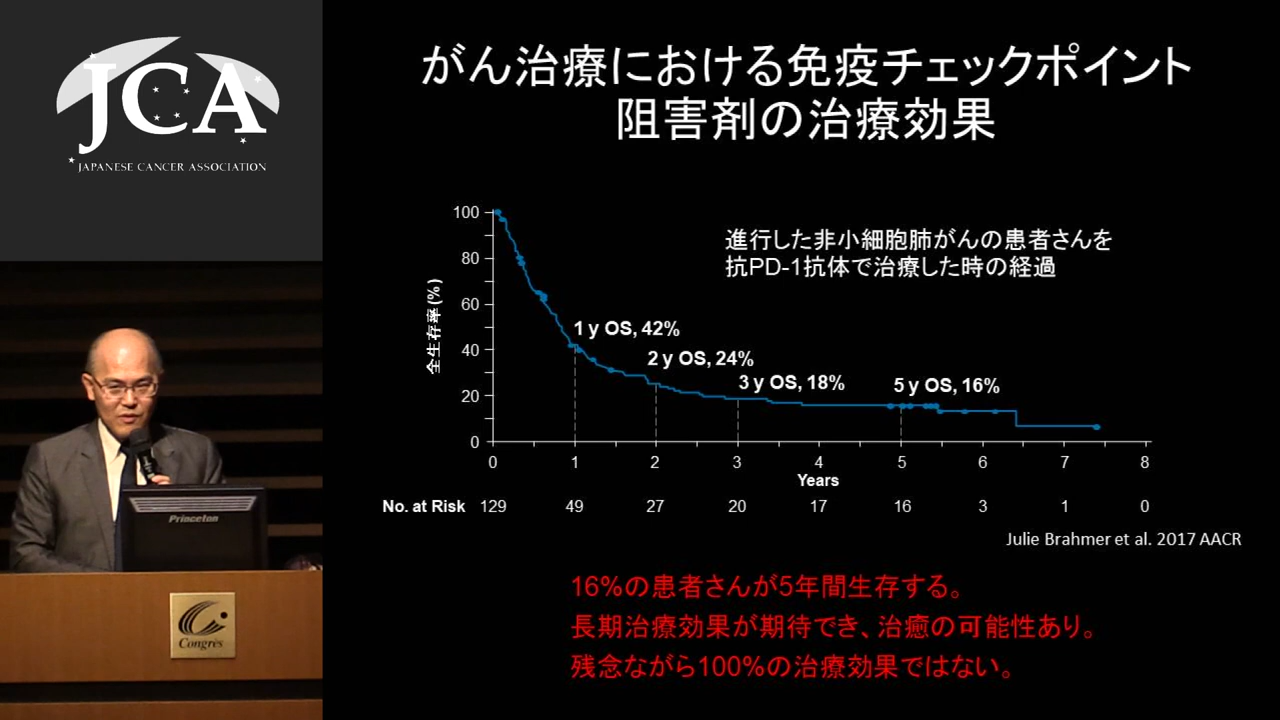 JCA
JAPANESE CANCER ASSOCIATION
がん治療における免疫チェックポイント
阻害剤の治療効果
進行した非小細胞肺がんの患者さんを
抗PD-1抗体で治療した時の経過
全生存率(%)
100
80
60
40
20
0
1 y OS, 42%
2 y OS, 24%
3 y OS, 18%
5 y OS, 16%
0 1 2 3 4 5 6 7 8
Years
No. at Risk 129 49 27 20 17 16 3 1 0
Julie Brahmer et al. 2017 AACR
16%の患者さんが5年間生存する。
長期治療効果が期待でき、治癒の可能性あり。
残念ながら100%の治療効果ではない。
Princeton
Congrès